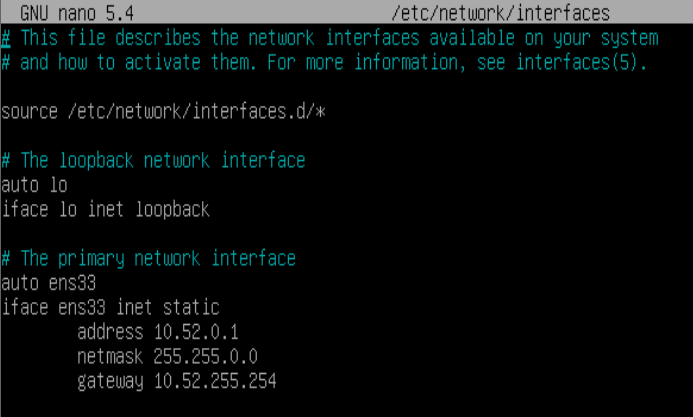 GNU nano 5.4 /etc/network/interfaces
# This file describes the network interfaces available on your system
# and how to activate them. For more information, see interfaces(5).
source /etc/network/interfaces.d/*
# The loopback network interface
auto lo
iface lo inet loopback
# The primary network interface
auto ens33
iface ens33 inet static
address 10.52.0.1
netmask 255.255.0.0
gateway 10.52.255.254